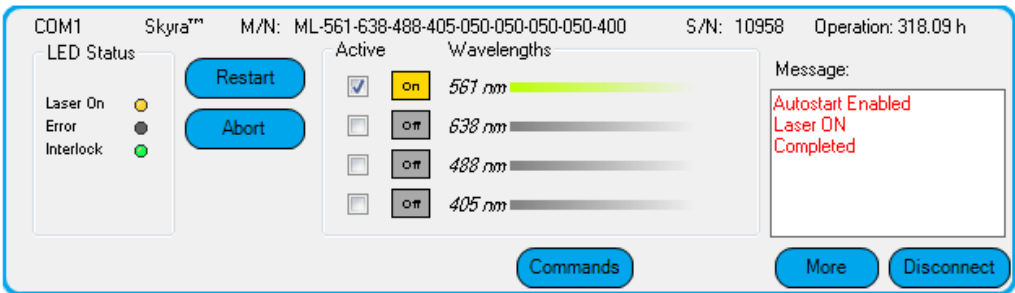 COM1 Skyra™ M/N: ML-561-638-488-405-050-050-050-050-400 S/N: 10958 Operation: 318.09 h
LED Status
Laser On
Error
Interlock
Restart
Abort
Active Wavelengths
On 561 nm
Off 638 nm
Off 488 nm
Off 405 nm
Message:
Autostart Enabled
Laser ON
Completed
Commands
More
Disconnect